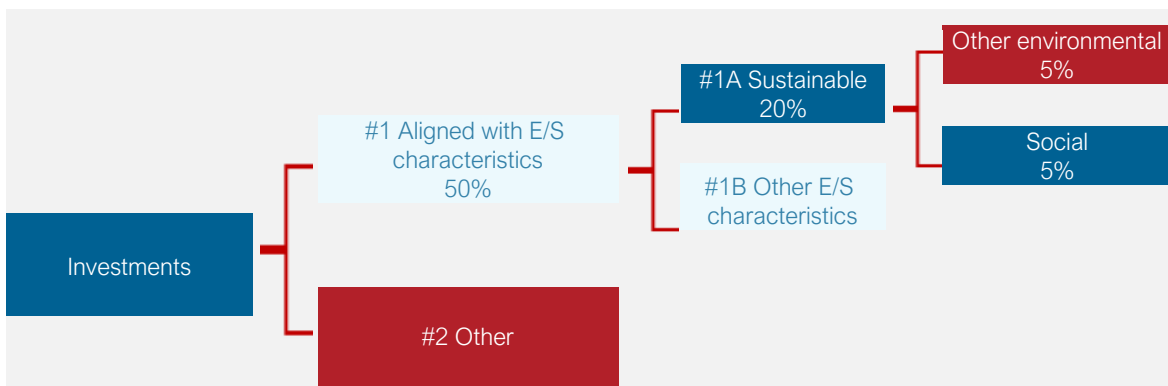 Investments
#1 Aligned with E/S
characteristics
50%
#2 Other
#1A Sustainable
20%
#1B Other E/S
characteristics
Other environmental
5%
Social
5%